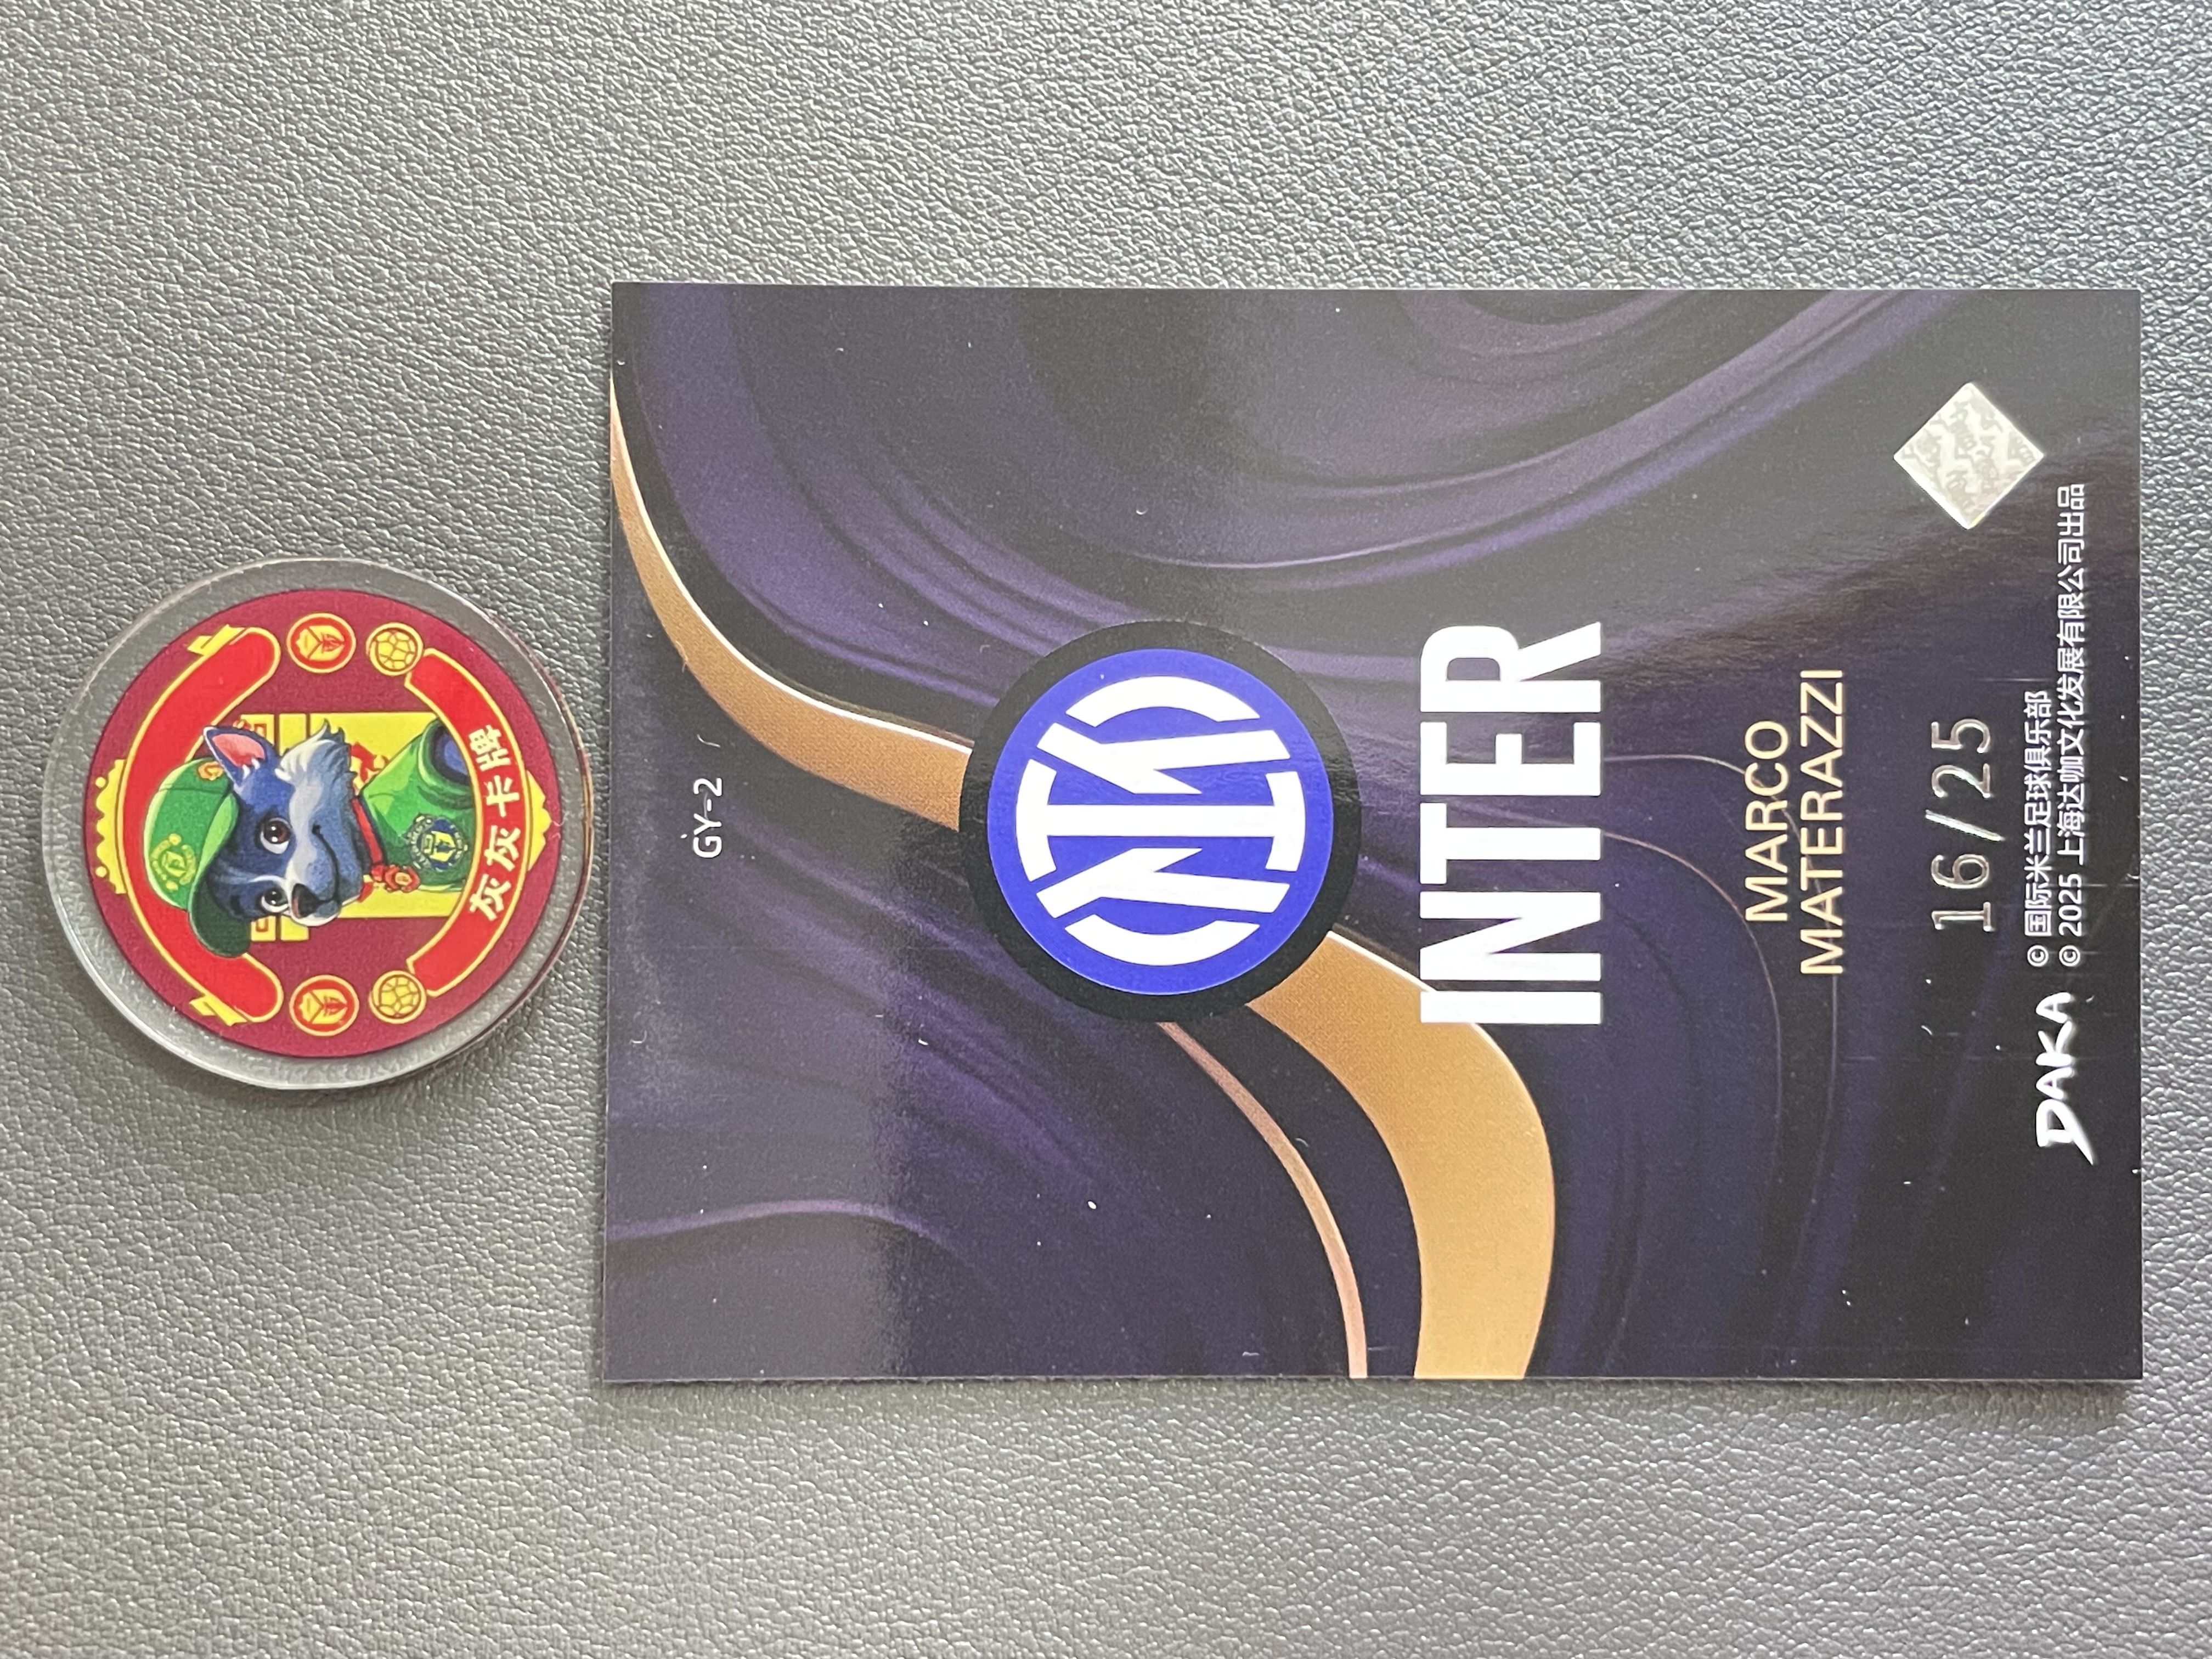 灰灰卡牌
GY-2
INTER
MARCO
MATERAZZI
16/25
DAKA
© 国际米兰足球俱乐部
© 2025 上海达咖文化发展有限公司出品